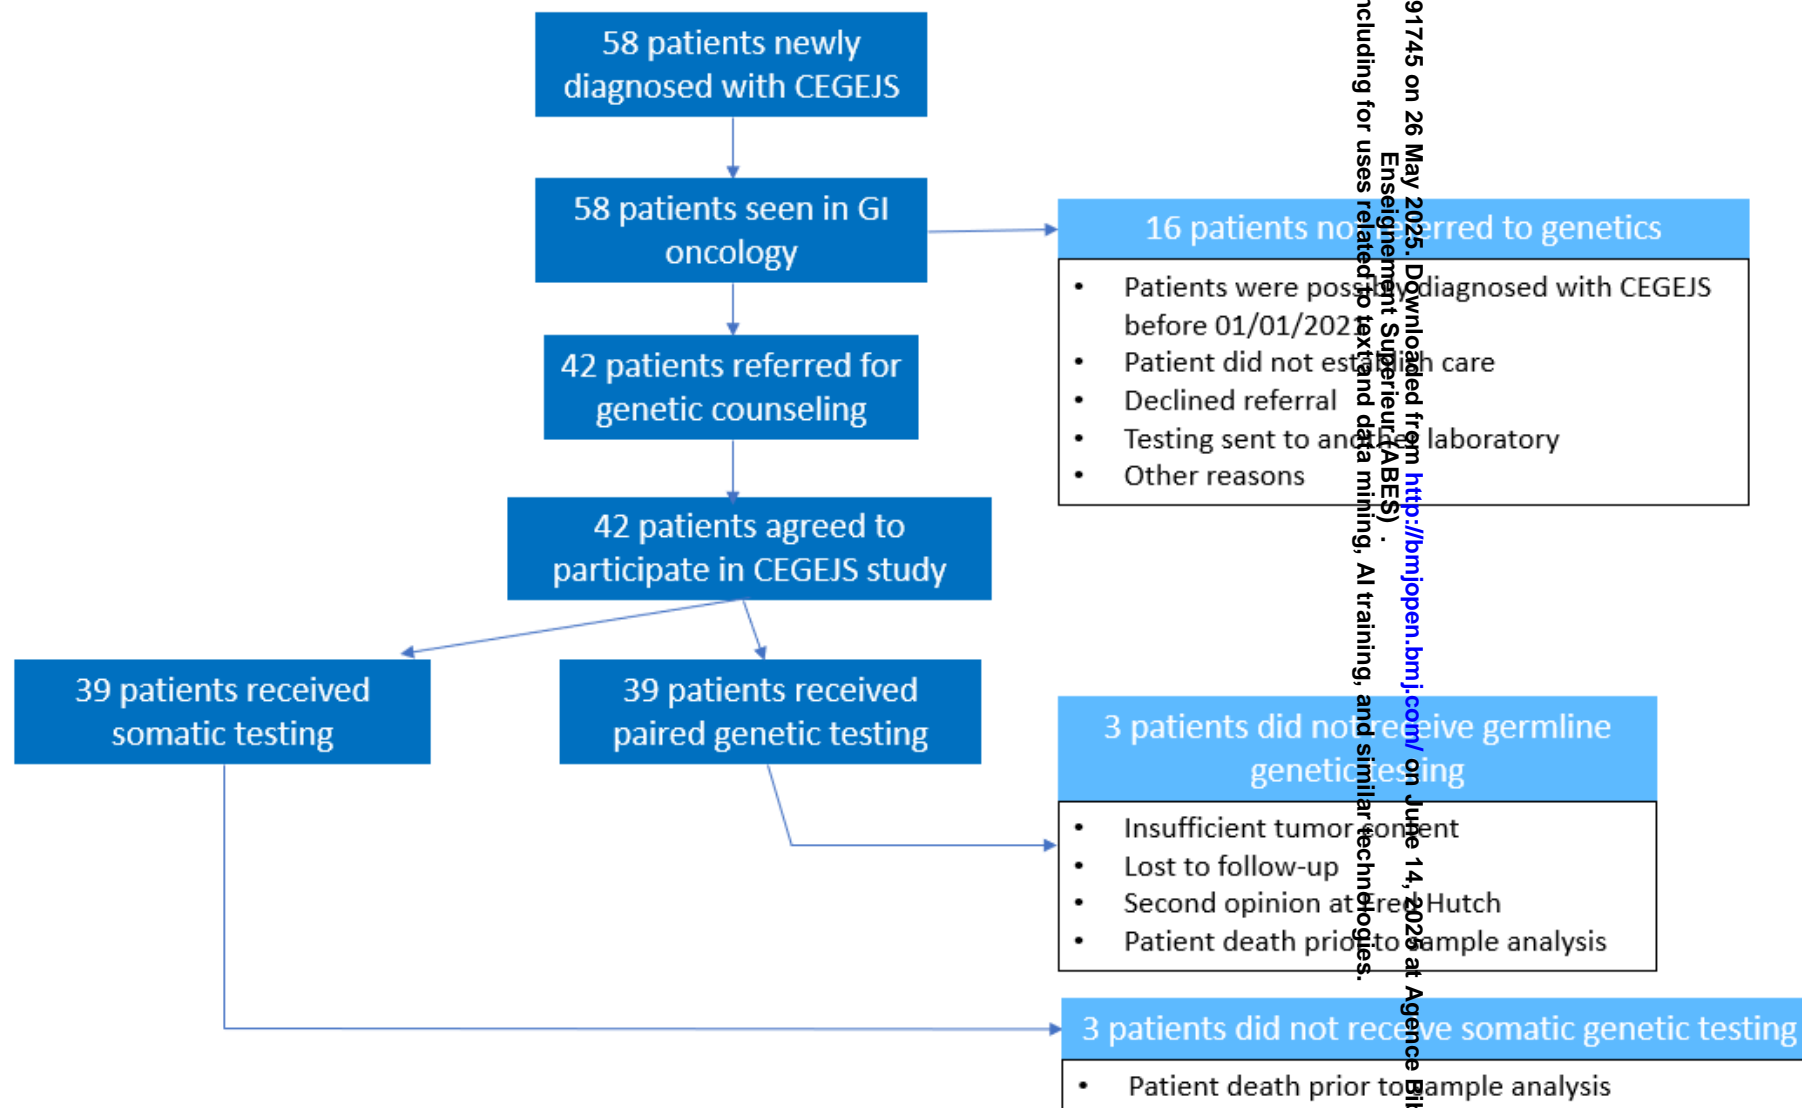 58 patients newly
diagnosed with CEGEJS
58 patients seen in GI
oncology
16 patients not referred to genetics
• Patients were possibly diagnosed with CEGEJS
before 01/01/2021
• Patient did not establish care
• Declined referral
• Testing sent to another laboratory
• Other reasons
42 patients referred for
genetic counseling
42 patients agreed to
participate in CEGEJS study
39 patients received
somatic testing
39 patients received
paired genetic testing
3 patients did not receive germline
genetic testing
• Insufficient tumor content
• Lost to follow-up
• Second opinion at Fred Hutch
• Patient death prior to sample analysis
3 patients did not receive somatic genetic testing
• Patient death prior to sample analysis
91745 on 26 May 2025. Downloaded from http://bmjopen.bmj.com/ on June 14, 2025 at Agence
Enseignement Superieur (ABES) .
ncluding for uses related to text and data mining, AI training, and similar technologies.